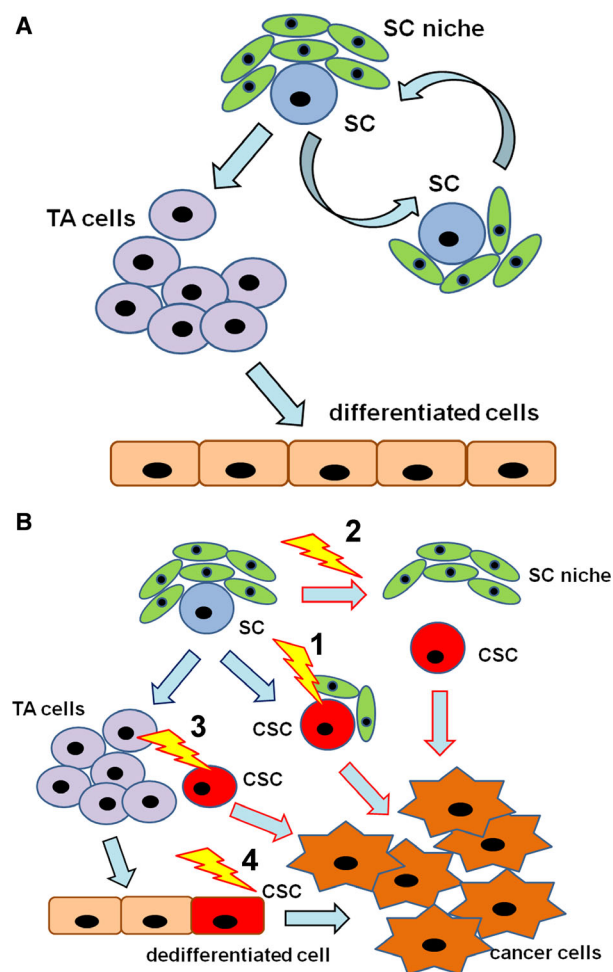 A
SC niche
SC
SC
TA cells
differentiated cells
B
2
SC niche
SC
1
CSC
TA cells
3
CSC
CSC
4
CSC
dedifferentiated cell
cancer cells